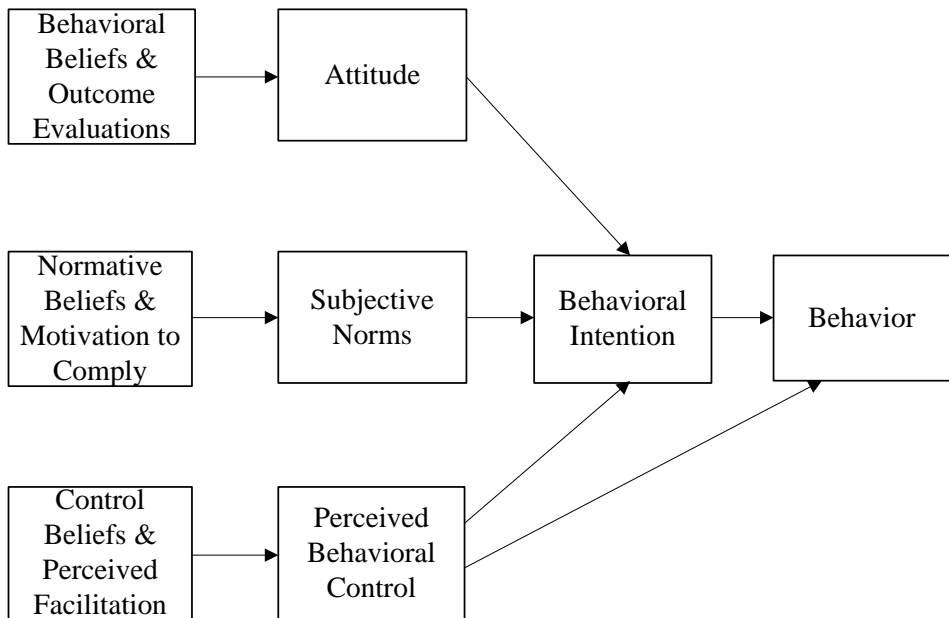 Behavioral
Beliefs &
Outcome
Evaluations
Attitude
Normative
Beliefs &
Motivation to
Comply
Subjective
Norms
Behavioral
Intention
Behavior
Control
Beliefs &
Perceived
Facilitation
Perceived
Behavioral
Control